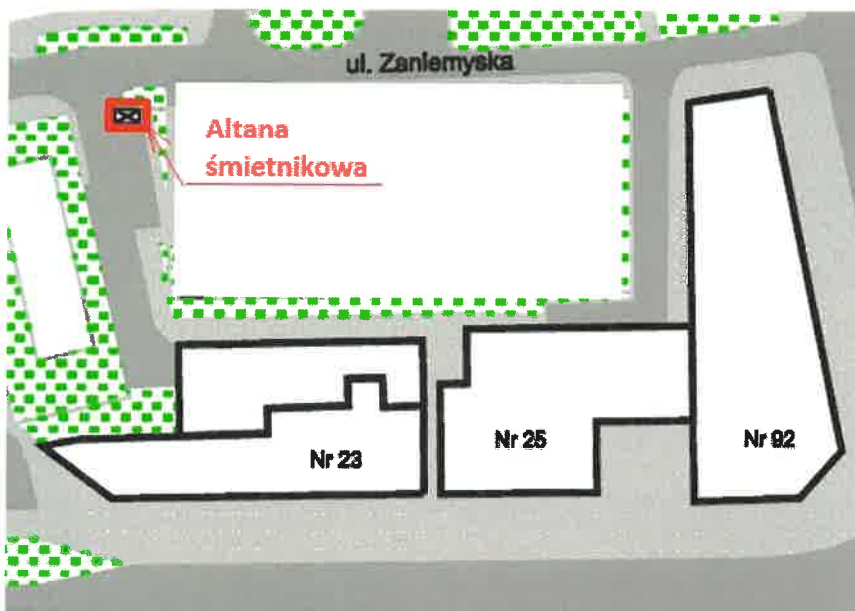 ul. Zaniemyska
Altana
śmietnikowa
Nr 23
Nr 25
Nr 92